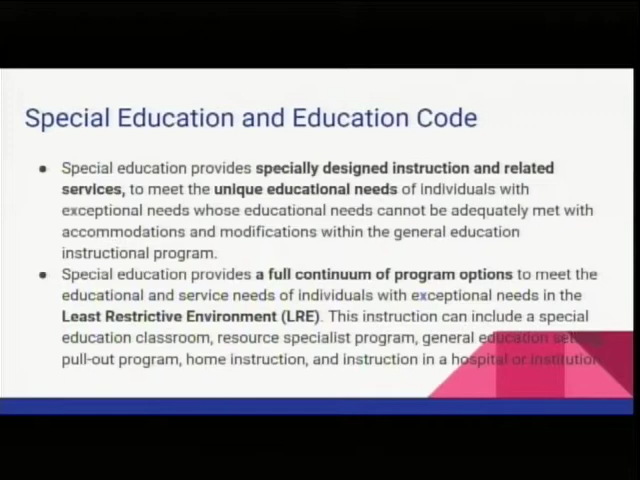 Special Education and Education Code
● Special education provides specially designed instruction and related
services, to meet the unique educational needs of individuals with
exceptional needs whose educational needs cannot be adequately met with
accommodations and modifications within the general education
instructional program.
● Special education provides a full continuum of program options to meet the
educational and service needs of individuals with exceptional needs in the
Least Restrictive Environment (LRE). This instruction can include a special
education classroom, resource specialist program, general education setting,
pull-out program, home instruction, and instruction in a hospital or institution